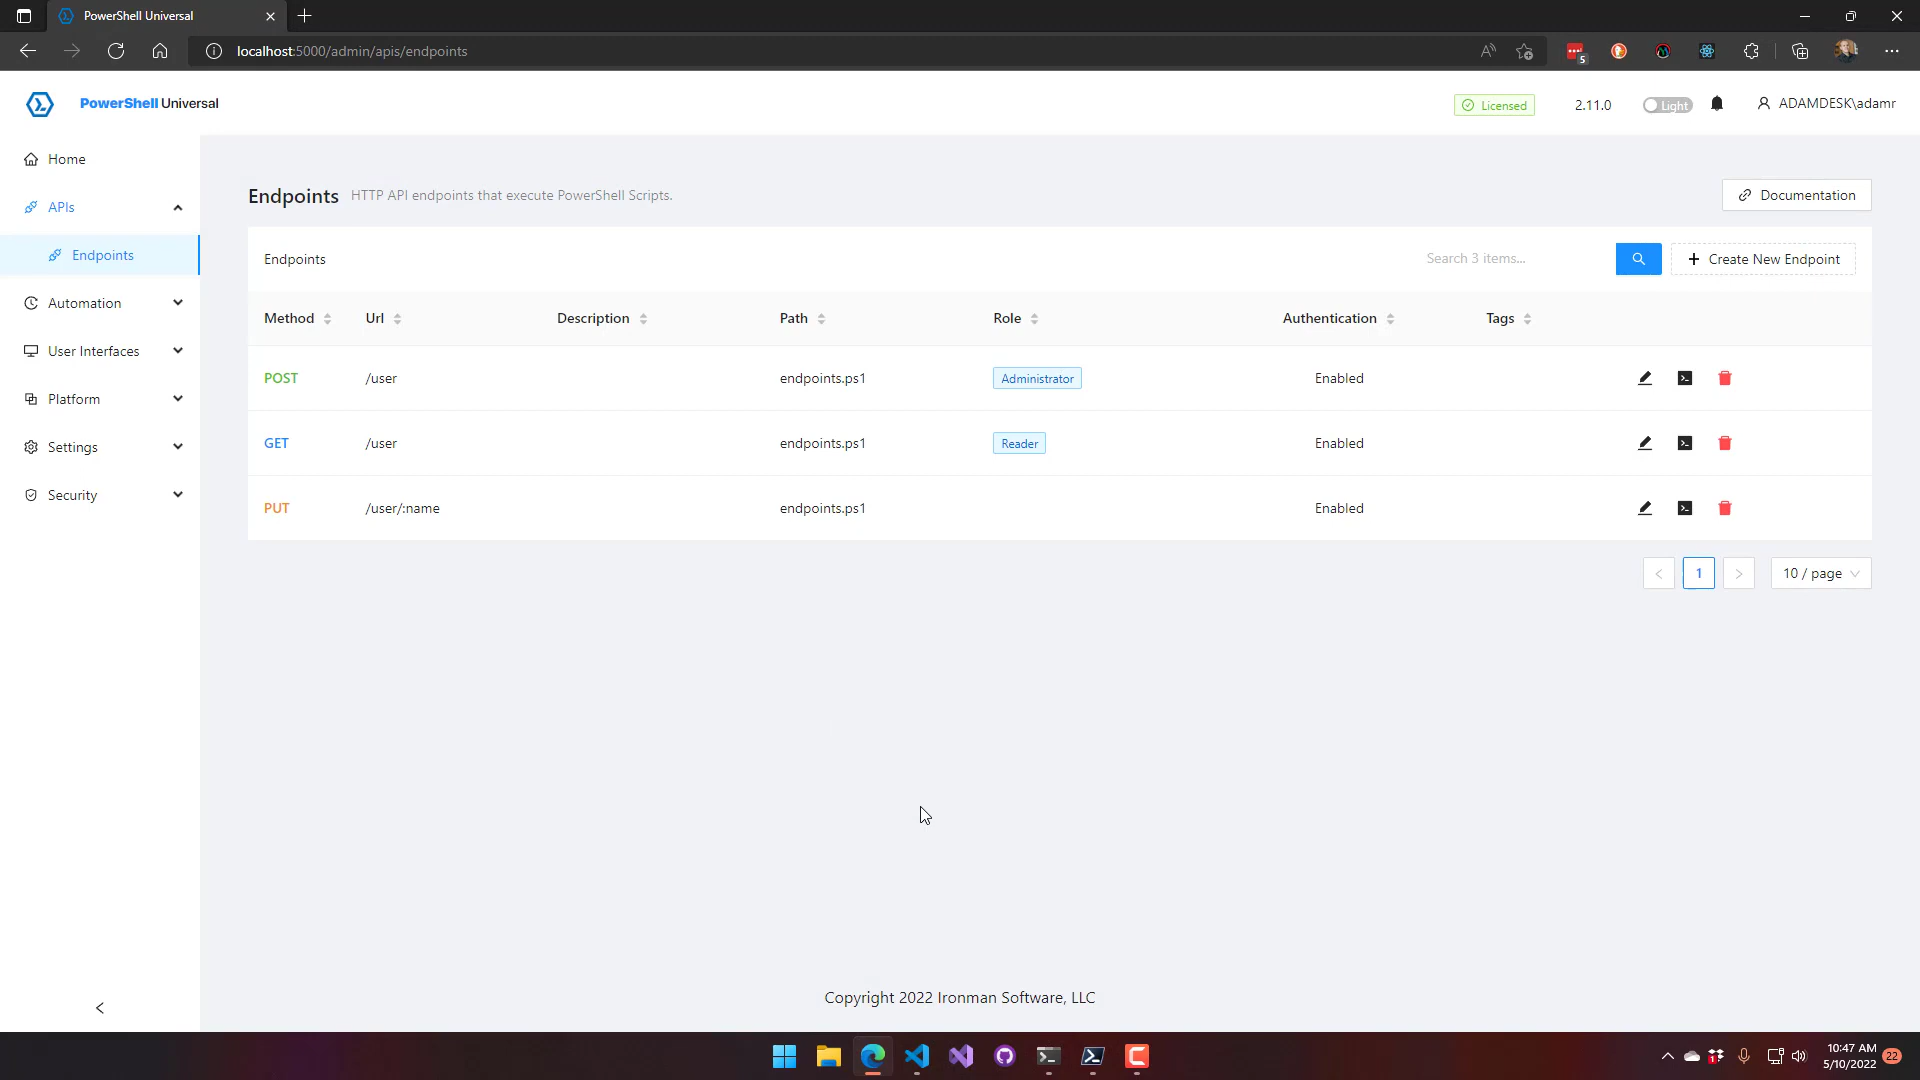 PowerShell Universal
localhost:5000/admin/apis/endpoints
5
PowerShell Universal
Licensed
2.11.0
Light
ADAMDESK\adamr
Home
APIs
Endpoints
Automation
User Interfaces
Platform
Settings
Security
Endpoints HTTP API endpoints that execute PowerShell Scripts.
Documentation
Endpoints
Search 3 items...
Create New Endpoint
Method Url Description Path Role Authentication Tags
POST /user endpoints.ps1 Administrator Enabled
GET /user endpoints.ps1 Reader Enabled
PUT /user/:name endpoints.ps1 Enabled
1
10 / page
Copyright 2022 Ironman Software, LLC
10:47 AM
5/10/2022
22